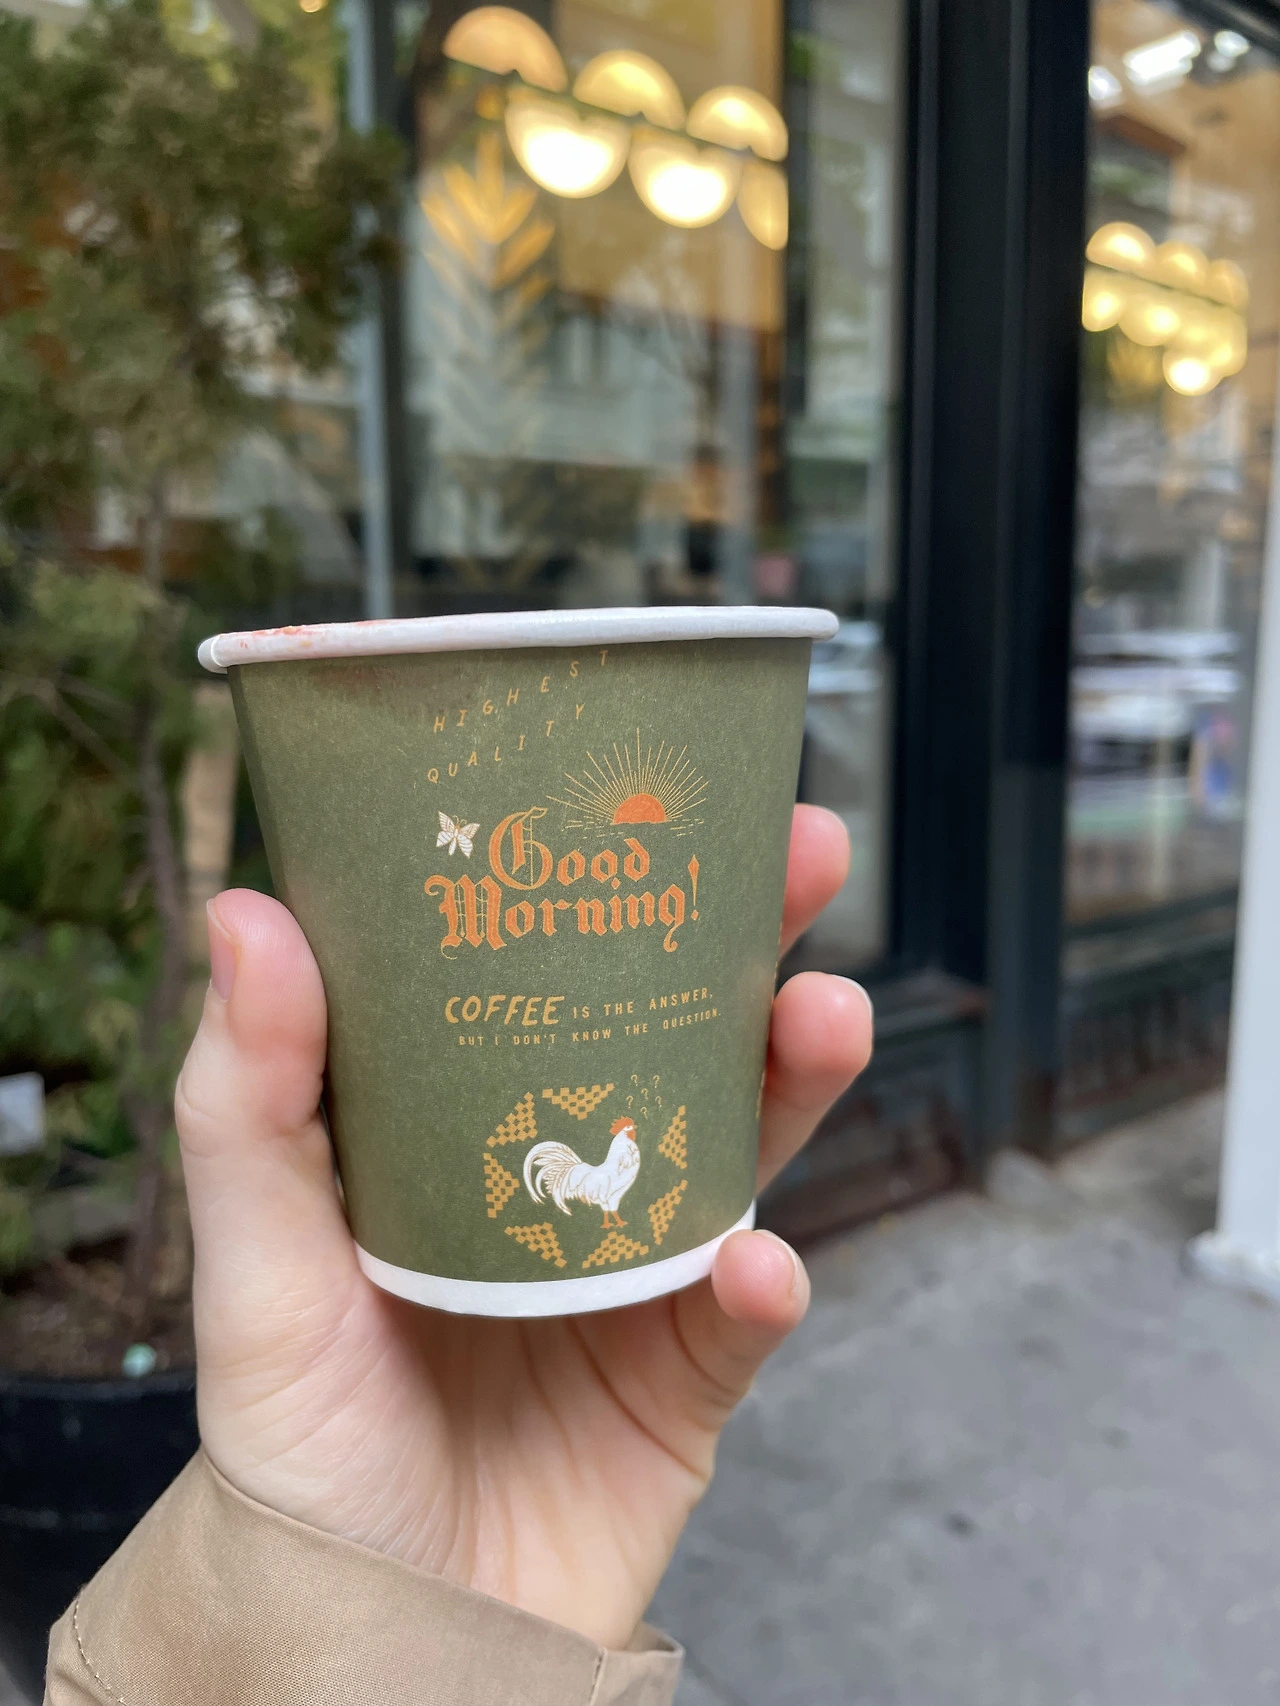 HIGHEST
QUALITY
Good
Morning!
COFFEE IS THE ANSWER,
BUT I DON'T KNOW THE QUESTION.
? ?
? ? ?
?